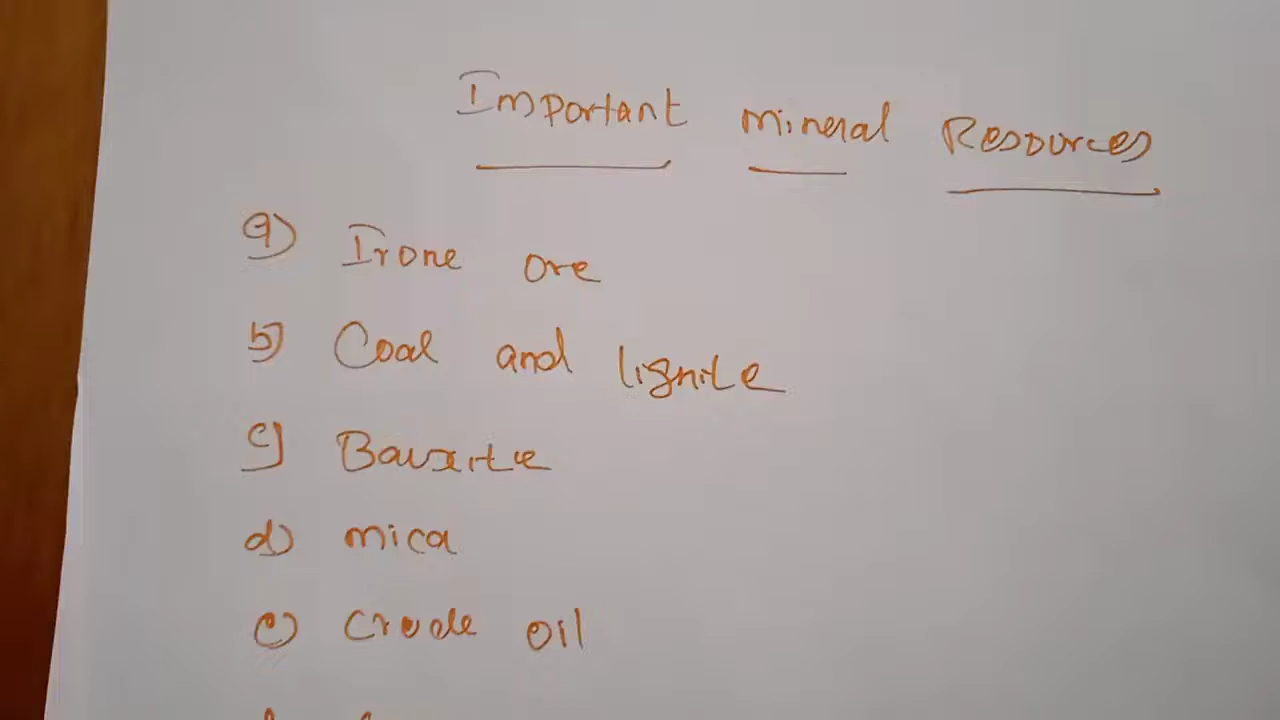 Important mineral Resources
a) Irone ore
b) Coal and lignite
c) Bauxite
d) mica
e) crude oil